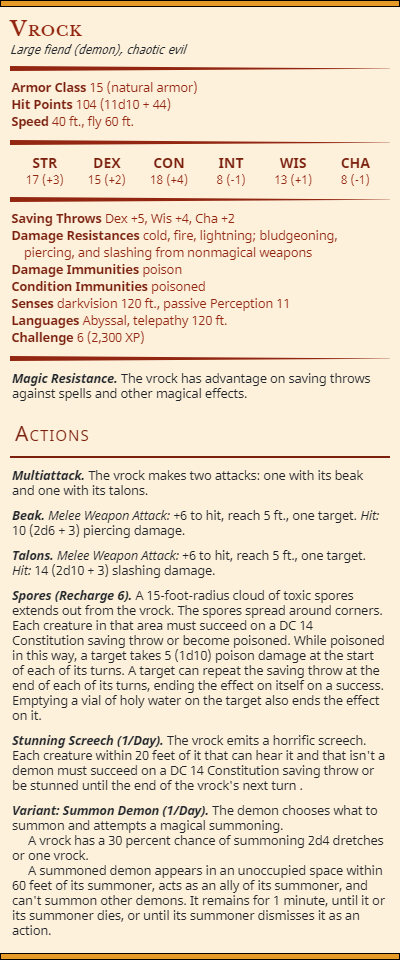 Vrock
Large fiend (demon), chaotic evil
Armor Class 15 (natural armor)
Hit Points 104 (11d10 + 44)
Speed 40 ft., fly 60 ft.
STR DEX CON INT WIS CHA
17 (+3) 15 (+2) 18 (+4) 8 (-1) 13 (+1) 8 (-1)
Saving Throws Dex +5, Wis +4, Cha +2
Damage Resistances cold, fire, lightning; bludgeoning,
piercing, and slashing from nonmagical weapons
Damage Immunities poison
Condition Immunities poisoned
Senses darkvision 120 ft., passive Perception 11
Languages Abyssal, telepathy 120 ft.
Challenge 6 (2,300 XP)
Magic Resistance. The vrock has advantage on saving throws
against spells and other magical effects.
Actions
Multiattack. The vrock makes two attacks: one with its beak
and one with its talons.
Beak. Melee Weapon Attack: +6 to hit, reach 5 ft., one target. Hit:
10 (2d6 + 3) piercing damage.
Talons. Melee Weapon Attack: +6 to hit, reach 5 ft., one target.
Hit: 14 (2d10 + 3) slashing damage.
Spores (Recharge 6). A 15-foot-radius cloud of toxic spores
extends out from the vrock. The spores spread around corners.
Each creature in that area must succeed on a DC 14
Constitution saving throw or become poisoned. While poisoned
in this way, a target takes 5 (1d10) poison damage at the start
of each of its turns. A target can repeat the saving throw at the
end of each of its turns, ending the effect on itself on a success.
Emptying a vial of holy water on the target also ends the effect
on it.
Stunning Screech (1/Day). The vrock emits a horrific screech.
Each creature within 20 feet of it that can hear it and that isn't a
demon must succeed on a DC 14 Constitution saving throw or
be stunned until the end of the vrock's next turn .
Variant: Summon Demon (1/Day). The demon chooses what to
summon and attempts a magical summoning.
A vrock has a 30 percent chance of summoning 2d4 dretches
or one vrock.
A summoned demon appears in an unoccupied space within
60 feet of its summoner, acts as an ally of its summoner, and
can't summon other demons. It remains for 1 minute, until it or
its summoner dies, or until its summoner dismisses it as an
action.